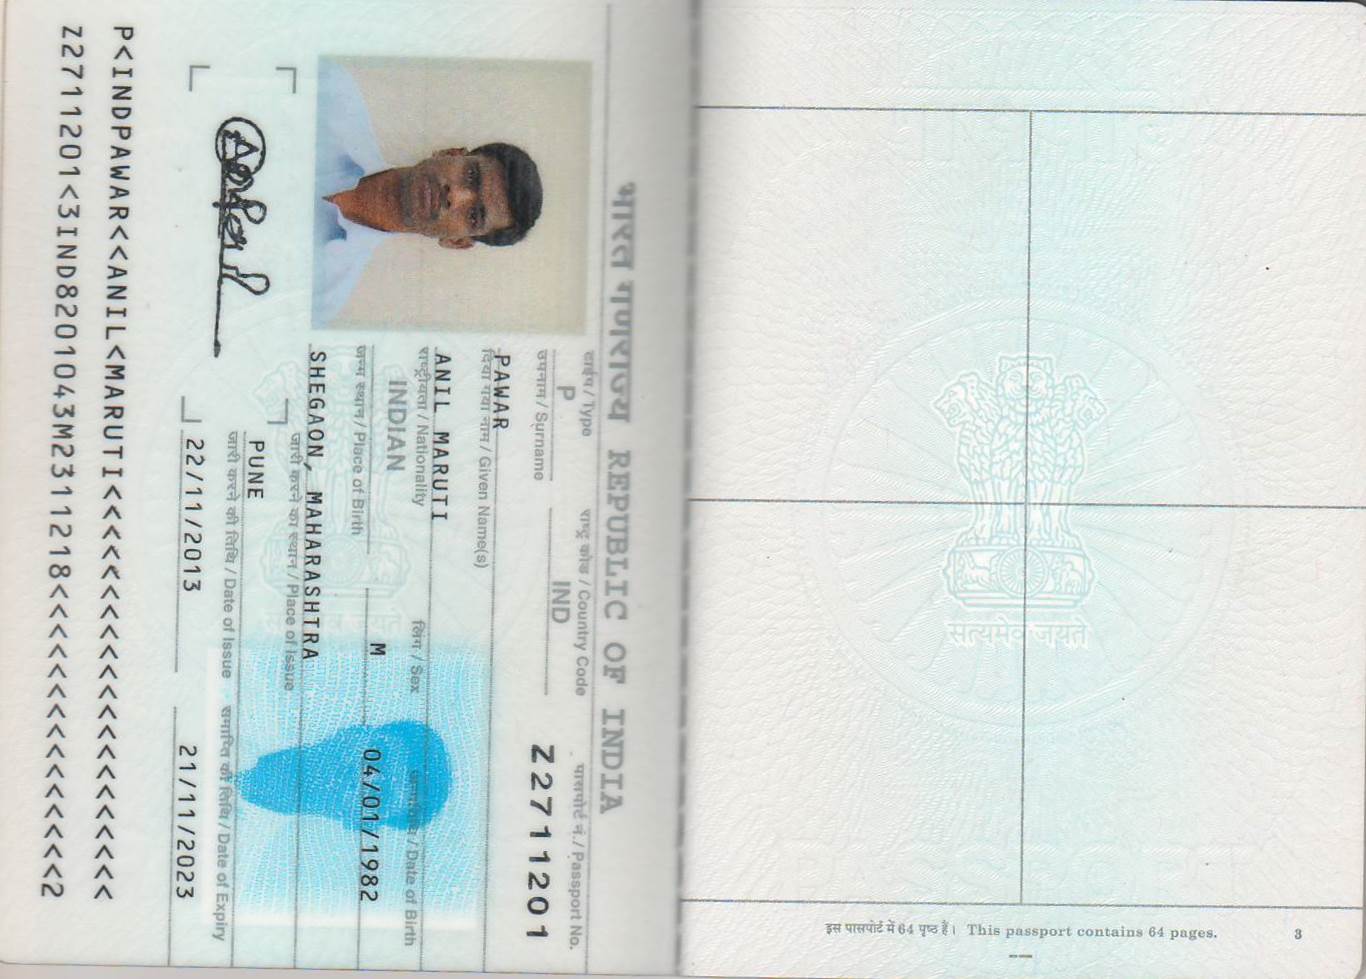 भारत गणराज्य REPUBLIC OF INDIA
टाईप / Type राष्ट्र कोड / Country Code पासपोर्ट नं. / Passport No.
P IND Z2711201
उपनाम / Surname
PAWAR
दिया गया नाम / Given Name(s)
ANIL MARUTI
राष्ट्रीयता / Nationality लिंग / Sex जन्मतिथि / Date of Birth
INDIAN M 04/01/1982
जन्म स्थान / Place of Birth
SHEGAON, MAHARASHTRA
जारी करने का स्थान / Place of Issue
PUNE
जारी करने की तिथि / Date of Issue समाप्ति की तिथि / Date of Expiry
22/11/2013 21/11/2023
P<INDPAWAR<<ANIL<MARUTI<<<<<<<<<<<<<<<<<<<<<
Z2711201<3IND8201043M2311218<<<<<<<<<<<<<<<2
सत्यमेव जयते
इस पासपोर्ट में 64 पृष्ठ हैं। This passport contains 64 pages. 3